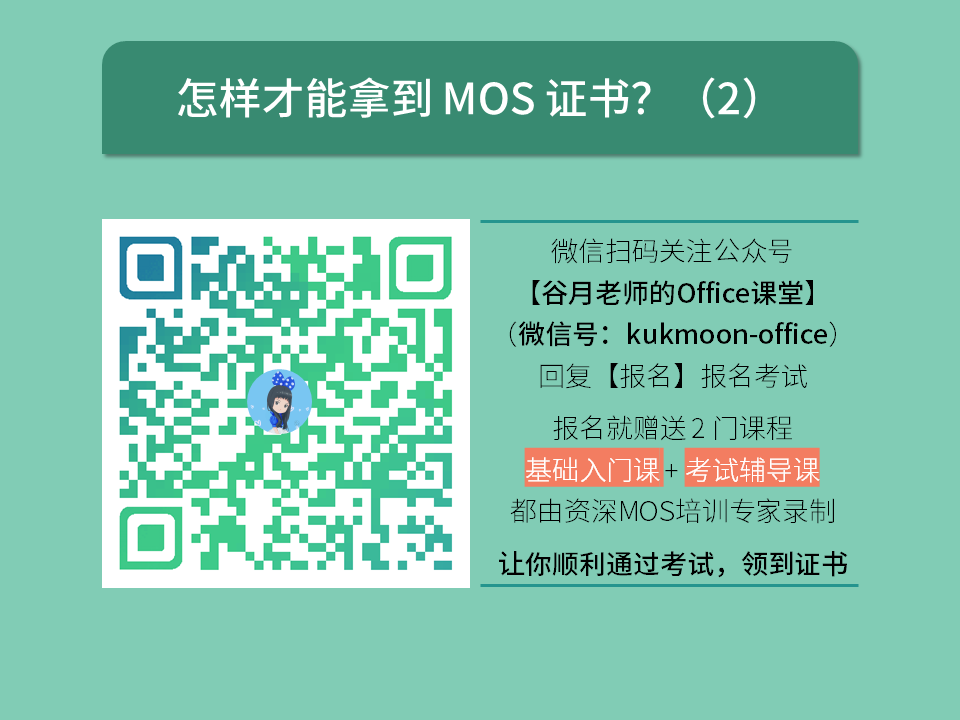 怎样才能拿到 MOS 证书？（2）
微信扫码关注公众号
【谷月老师的Office课堂】
（微信号：kukmoon-office）
回复【报名】报名考试
报名就赠送 2 门课程
基础入门课 + 考试辅导课
都由资深MOS培训专家录制
让你顺利通过考试，领到证书